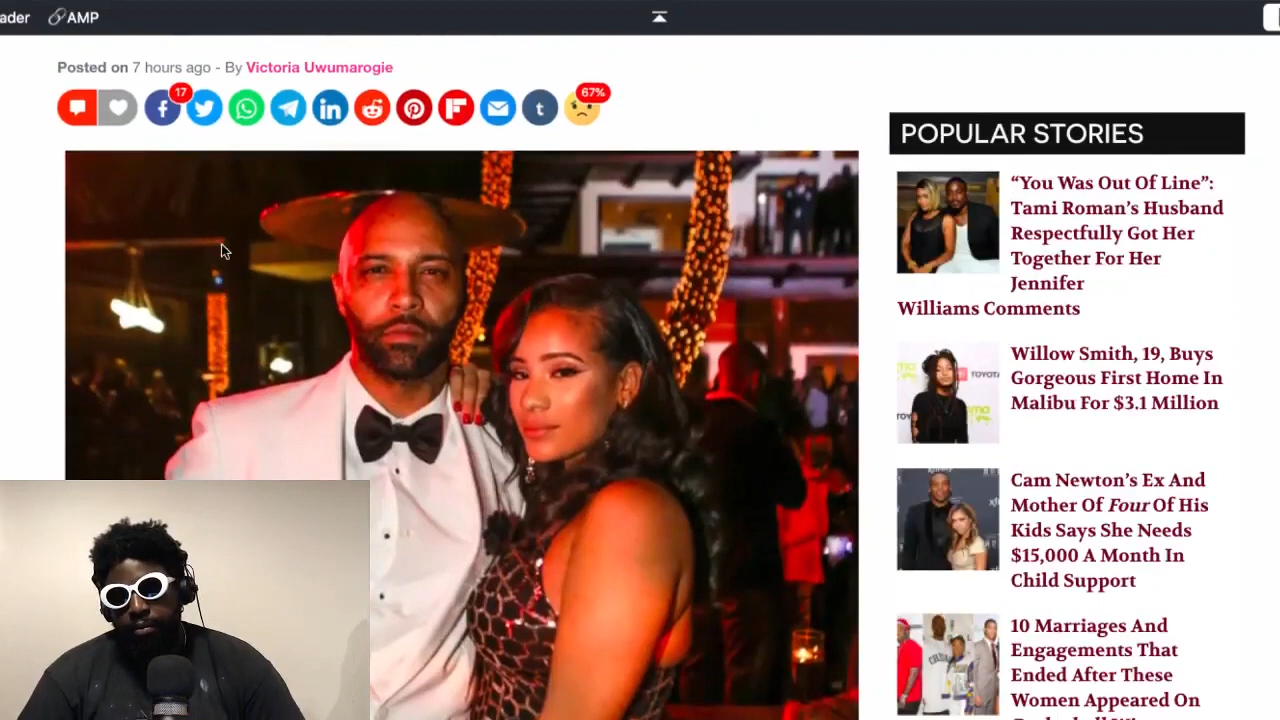 ader AMP
Posted on 7 hours ago - By Victoria Uwumarogie
17
67%
POPULAR STORIES
“You Was Out Of Line”:
Tami Roman’s Husband
Respectfully Got Her
Together For Her
Jennifer
Williams Comments
Willow Smith, 19, Buys
Gorgeous First Home In
Malibu For $3.1 Million
TOYOTA
Cam Newton’s Ex And
Mother Of Four Of His
Kids Says She Needs
$15,000 A Month In
Child Support
10 Marriages And
Engagements That
Ended After These
Women Appeared On